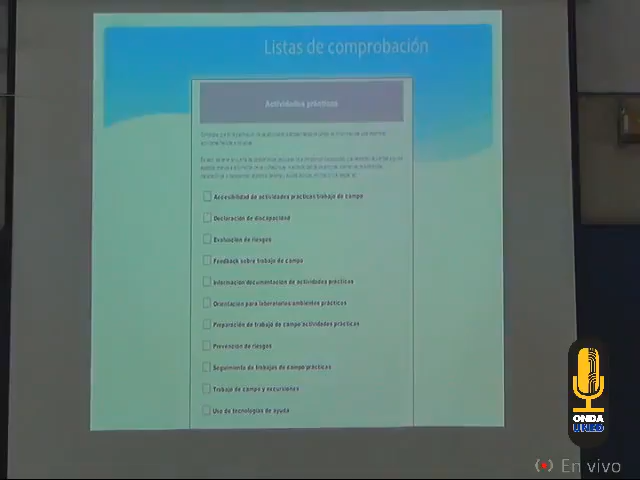 Listas de comprobación
Actividades prácticas
Accesibilidad de actividades prácticas/trabajo de campo
Declaración de discapacidad
Evaluación de riesgos
Feedback sobre trabajo de campo
Información/documentación de actividades prácticas
Orientación para laboratorios/ambientes prácticos
Preparación de trabajo de campo/actividades prácticas
Prevención de riesgos
Seguimiento de trabajos de campo/prácticas
Trabajo de campo y excursiones
Uso de tecnologías de ayuda
ONDA
UNED
En vivo